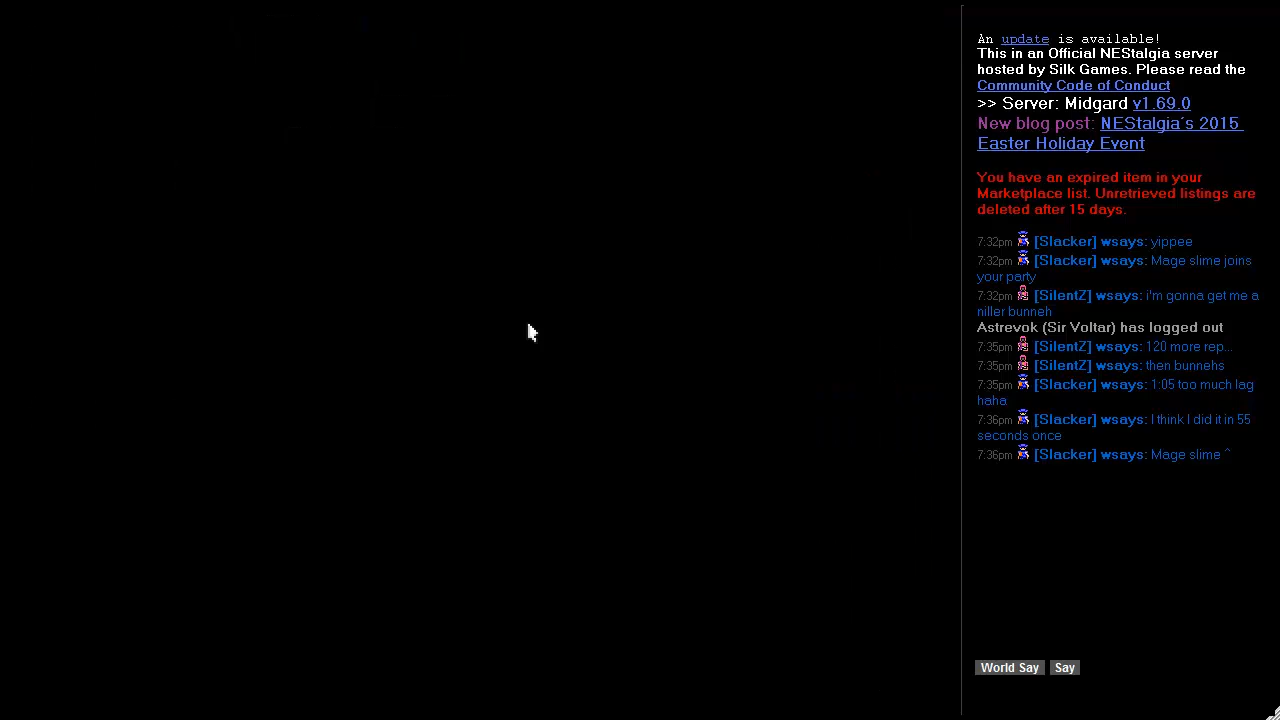 An update is available!
This in an Official NEStalgia server
hosted by Silk Games. Please read the
Community Code of Conduct
>> Server: Midgard v1.69.0
New blog post: NEStalgia´s 2015
Easter Holiday Event
You have an expired item in your
Marketplace list. Unretrieved listings are
deleted after 15 days.
7:32pm [Slacker] wsays: yippee
7:32pm [Slacker] wsays: Mage slime joins
your party
7:32pm [SilentZ] wsays: i'm gonna get me a
niller bunneh
Astrevok (Sir Voltar) has logged out
7:35pm [SilentZ] wsays: 120 more rep...
7:35pm [SilentZ] wsays: then bunnehs
7:35pm [Slacker] wsays: 1:05 too much lag
haha
7:36pm [Slacker] wsays: I think I did it in 55
seconds once
7:36pm [Slacker] wsays: Mage slime ^
World Say Say